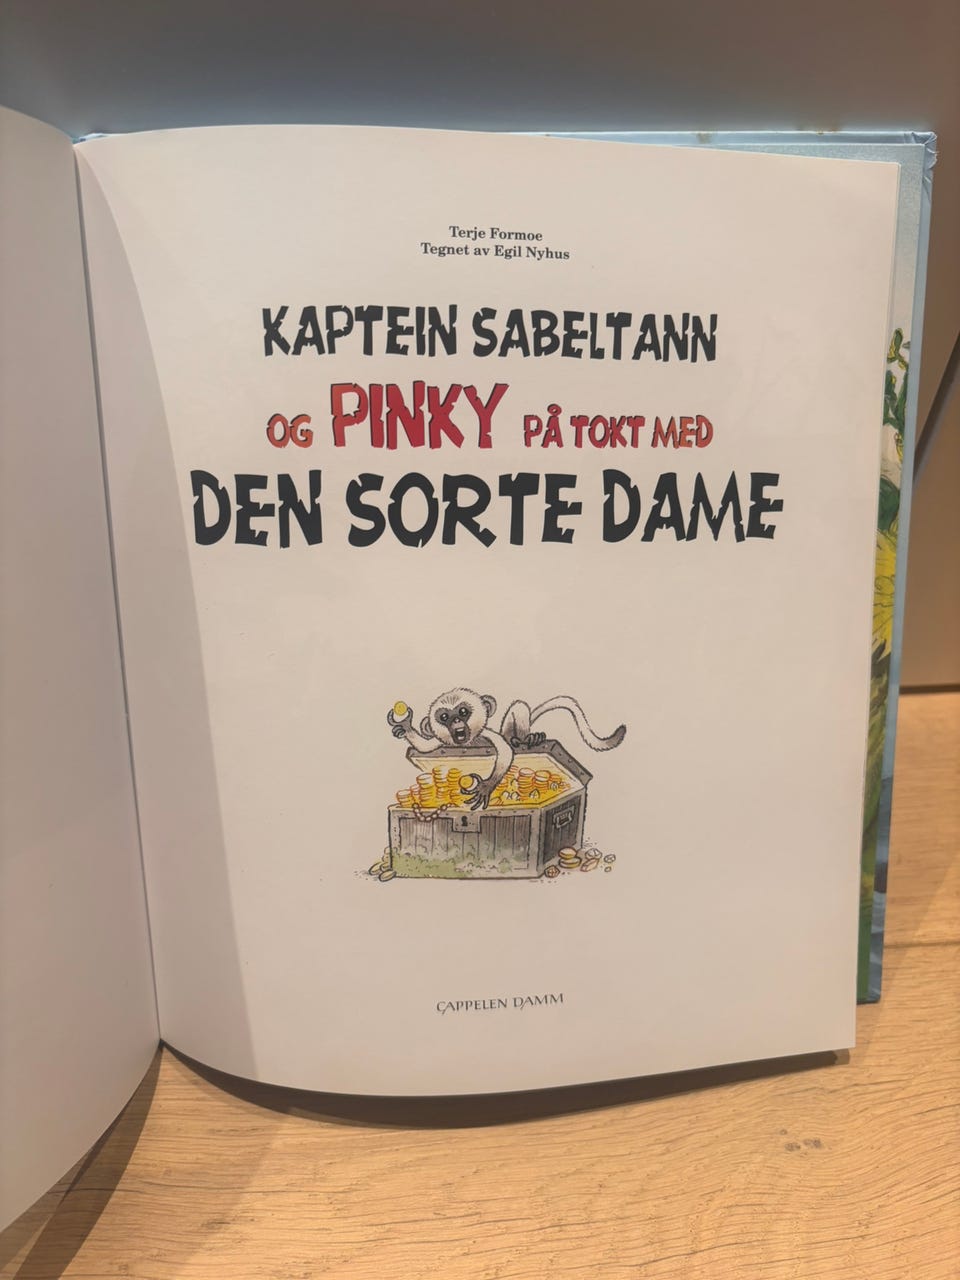 Terje Formoe
Tegnet av Egil Nyhus
KAPTEIN SABELTANN
OG PINKY PÅ TOKT MED
DEN SORTE DAME
CAPPELEN DAMM